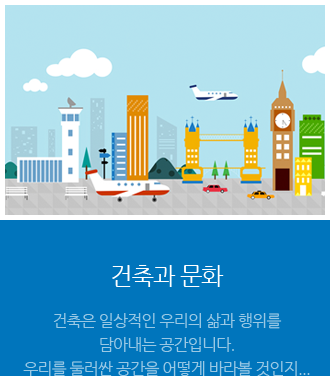 건축과 문화
건축은 일상적인 우리의 삶과 행위를
담아내는 공간입니다.
우리를 둘러싼 공간을 어떻게 바라볼 것인지...